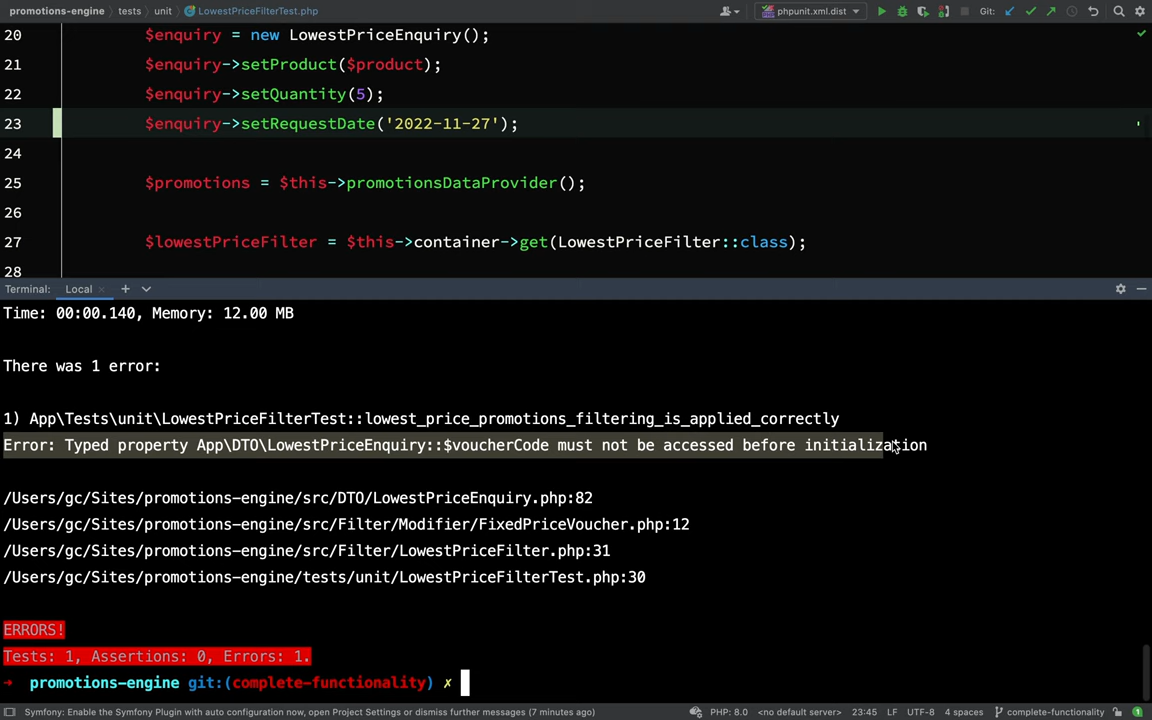 promotions-engine tests unit LowestPriceFilterTest.php phpunit.xml.dist Git:
20 $enquiry = new LowestPriceEnquiry();
21 $enquiry->setProduct($product);
22 $enquiry->setQuantity(5);
23 $enquiry->setRequestDate('2022-11-27');
24
25 $promotions = $this->promotionsDataProvider();
26
27 $lowestPriceFilter = $this->container->get(LowestPriceFilter::class);
28
Terminal: Local
Time: 00:00.140, Memory: 12.00 MB
There was 1 error:
1) App\Tests\unit\LowestPriceFilterTest::lowest_price_promotions_filtering_is_applied_correctly
Error: Typed property App\DTO\LowestPriceEnquiry::$voucherCode must not be accessed before initialization
/Users/gc/Sites/promotions-engine/src/DTO/LowestPriceEnquiry.php:82
/Users/gc/Sites/promotions-engine/src/Filter/Modifier/FixedPriceVoucher.php:12
/Users/gc/Sites/promotions-engine/src/Filter/LowestPriceFilter.php:31
/Users/gc/Sites/promotions-engine/tests/unit/LowestPriceFilterTest.php:30
ERRORS!
Tests: 1, Assertions: 0, Errors: 1.
→ promotions-engine git:(complete-functionality) ✗
Symfony: Enable the Symfony Plugin with auto configuration now, open Project Settings or dismiss further messages (7 minutes ago) PHP: 8.0 <no default server> 23:45 LF UTF-8 4 spaces complete-functionality 1